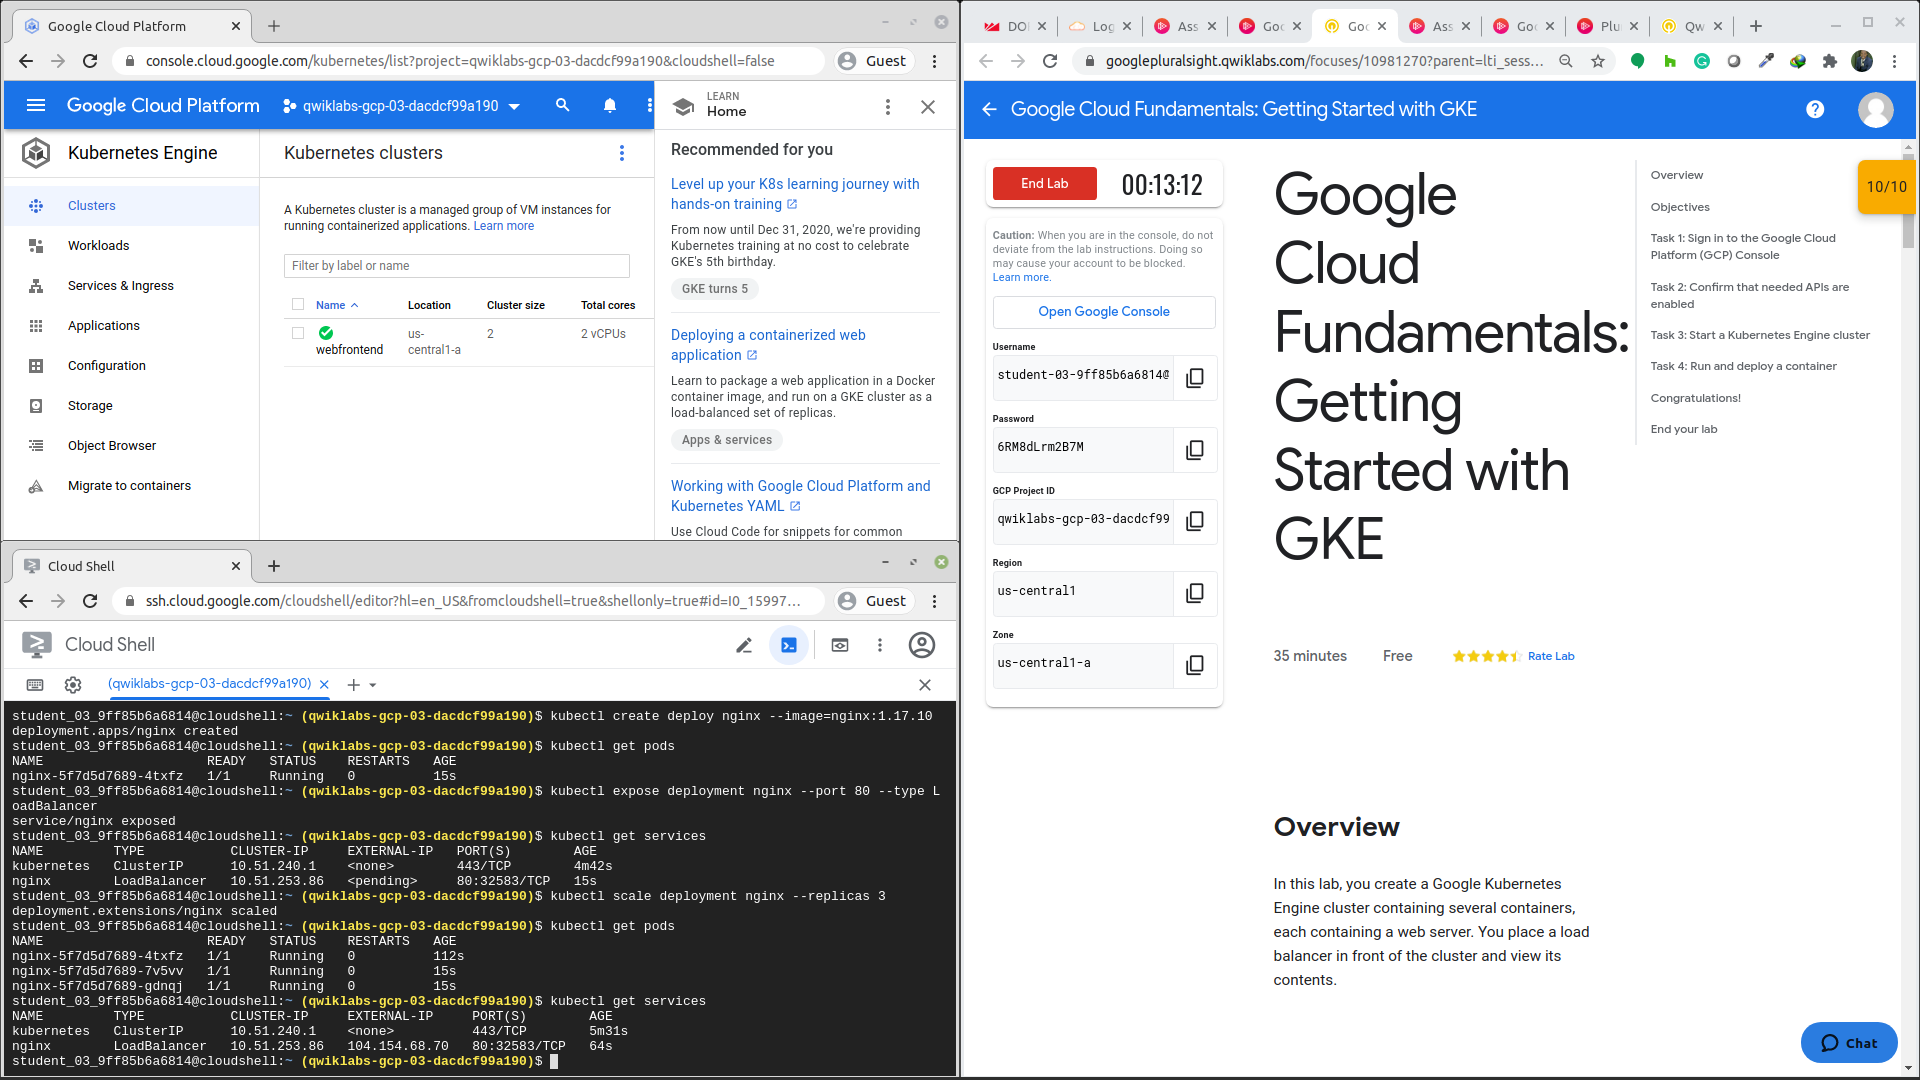 Google Cloud Platform
console.cloud.google.com/kubernetes/list?project=qwiklabs-gcp-03-dacdcf99a190&cloudshell=false
Guest
Google Cloud Platform
qwiklabs-gcp-03-dacdcf99a190
LEARN
Home
Kubernetes Engine
Clusters
Workloads
Services & Ingress
Applications
Configuration
Storage
Object Browser
Migrate to containers
Kubernetes clusters
A Kubernetes cluster is a managed group of VM instances for
running containerized applications. Learn more
Filter by label or name
Name Location Cluster size Total cores
webfrontend us-central1-a 2 2 vCPUs
Recommended for you
Level up your K8s learning journey with
hands-on training
From now until Dec 31, 2020, we're providing
Kubernetes training at no cost to celebrate
GKE's 5th birthday.
GKE turns 5
Deploying a containerized web
application
Learn to package a web application in a Docker
container image, and run on a GKE cluster as a
load-balanced set of replicas.
Apps & services
Working with Google Cloud Platform and
Kubernetes YAML
Use Cloud Code for snippets for common
Cloud Shell
ssh.cloud.google.com/cloudshell/editor?hl=en_US&fromcloudshell=true&shellonly=true#id=I0_15997...
Guest
Cloud Shell
(qwiklabs-gcp-03-dacdcf99a190)
student_03_9ff85b6a6814@cloudshell:~ (qwiklabs-gcp-03-dacdcf99a190)$ kubectl create deploy nginx --image=nginx:1.17.10
deployment.apps/nginx created
student_03_9ff85b6a6814@cloudshell:~ (qwiklabs-gcp-03-dacdcf99a190)$ kubectl get pods
NAME READY STATUS RESTARTS AGE
nginx-5f7d5d7689-4txfz 1/1 Running 0 15s
student_03_9ff85b6a6814@cloudshell:~ (qwiklabs-gcp-03-dacdcf99a190)$ kubectl expose deployment nginx --port 80 --type L
oadBalancer
service/nginx exposed
student_03_9ff85b6a6814@cloudshell:~ (qwiklabs-gcp-03-dacdcf99a190)$ kubectl get services
NAME TYPE CLUSTER-IP EXTERNAL-IP PORT(S) AGE
kubernetes ClusterIP 10.51.240.1 <none> 443/TCP 4m42s
nginx LoadBalancer 10.51.253.86 <pending> 80:32583/TCP 15s
student_03_9ff85b6a6814@cloudshell:~ (qwiklabs-gcp-03-dacdcf99a190)$ kubectl scale deployment nginx --replicas 3
deployment.extensions/nginx scaled
student_03_9ff85b6a6814@cloudshell:~ (qwiklabs-gcp-03-dacdcf99a190)$ kubectl get pods
NAME READY STATUS RESTARTS AGE
nginx-5f7d5d7689-4txfz 1/1 Running 0 112s
nginx-5f7d5d7689-7v5vv 1/1 Running 0 15s
nginx-5f7d5d7689-gdnqj 1/1 Running 0 15s
student_03_9ff85b6a6814@cloudshell:~ (qwiklabs-gcp-03-dacdcf99a190)$ kubectl get services
NAME TYPE CLUSTER-IP EXTERNAL-IP PORT(S) AGE
kubernetes ClusterIP 10.51.240.1 <none> 443/TCP 5m31s
nginx LoadBalancer 10.51.253.86 104.154.68.70 80:32583/TCP 64s
student_03_9ff85b6a6814@cloudshell:~ (qwiklabs-gcp-03-dacdcf99a190)$
DO Log Ass Goo Goo Ass Goo Plu Qw
googlepluralsight.qwiklabs.com/focuses/10981270?parent=lti_sess...
Google Cloud Fundamentals: Getting Started with GKE
End Lab 00:13:12
Caution: When you are in the console, do not
deviate from the lab instructions. Doing so
may cause your account to be blocked.
Learn more.
Open Google Console
Username
student-03-9ff85b6a6814@
Password
6RM8dLrm2B7M
GCP Project ID
qwiklabs-gcp-03-dacdcf99
Region
us-central1
Zone
us-central1-a
Google
Cloud
Fundamentals:
Getting
Started with
GKE
35 minutes Free Rate Lab
Overview
In this lab, you create a Google Kubernetes
Engine cluster containing several containers,
each containing a web server. You place a load
balancer in front of the cluster and view its
contents.
Overview
Objectives
Task 1: Sign in to the Google Cloud
Platform (GCP) Console
Task 2: Confirm that needed APIs are
enabled
Task 3: Start a Kubernetes Engine cluster
Task 4: Run and deploy a container
Congratulations!
End your lab
10/10
Chat